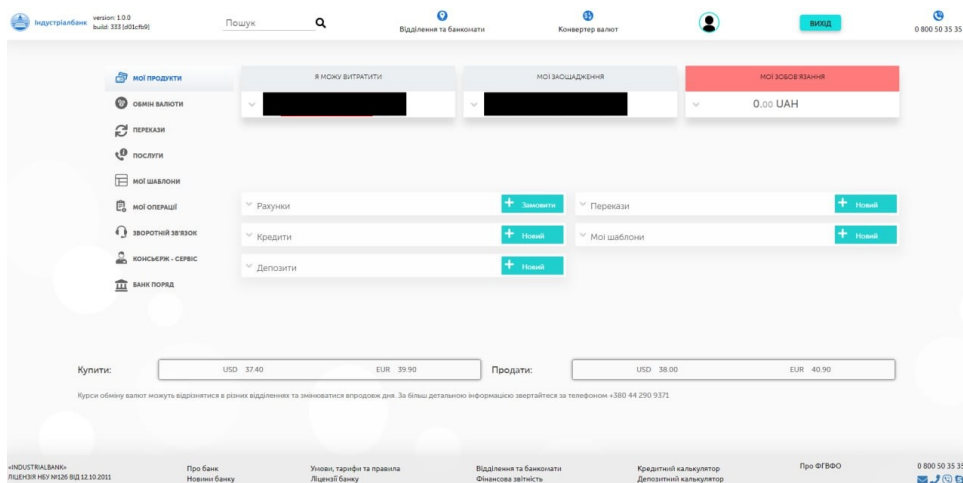 Індустріалбанк
version: 1.0.0
build: 333 [d01cfb9]
Пошук
Відділення та банкомати
Конвертер валют
ВИХІД
0 800 50 35 35
МОЇ ПРОДУКТИ
ОБМІН ВАЛЮТИ
ПЕРЕКАЗИ
ПОСЛУГИ
МОЇ ШАБЛОНИ
МОЇ ОПЕРАЦІЇ
ЗВОРОТНІЙ ЗВ'ЯЗОК
КОНСЬЄРЖ - СЕРВІС
БАНК ПОРЯД
Я МОЖУ ВИТРАТИТИ
МОЇ ЗАОЩАДЖЕННЯ
МОЇ ЗОБОВ'ЯЗАННЯ
0.00 UAH
Рахунки + Замовити
Перекази + Новий
Кредити + Новий
Мої шаблони + Новий
Депозити + Новий
Купити: USD 37.40 EUR 39.90
Продати: USD 38.00 EUR 40.90
Курси обміну валют можуть відрізнятися в різних відділеннях та змінюватися впродовж дня. За більш детальною інформацією звертайтеся за телефоном +380 44 290 9371
«INDUSTRIALBANK»
ЛІЦЕНЗІЯ НБУ №126 ВІД 12.10.2011
Про банк
Новини банку
Умови, тарифи та правила
Ліцензії банку
Відділення та банкомати
Фінансова звітність
Кредитний калькулятор
Депозитний калькулятор
Про ФГВФО
0 800 50 35 35